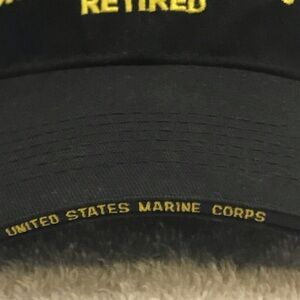 RETIRED
UNITED STATES MARINE CORPS